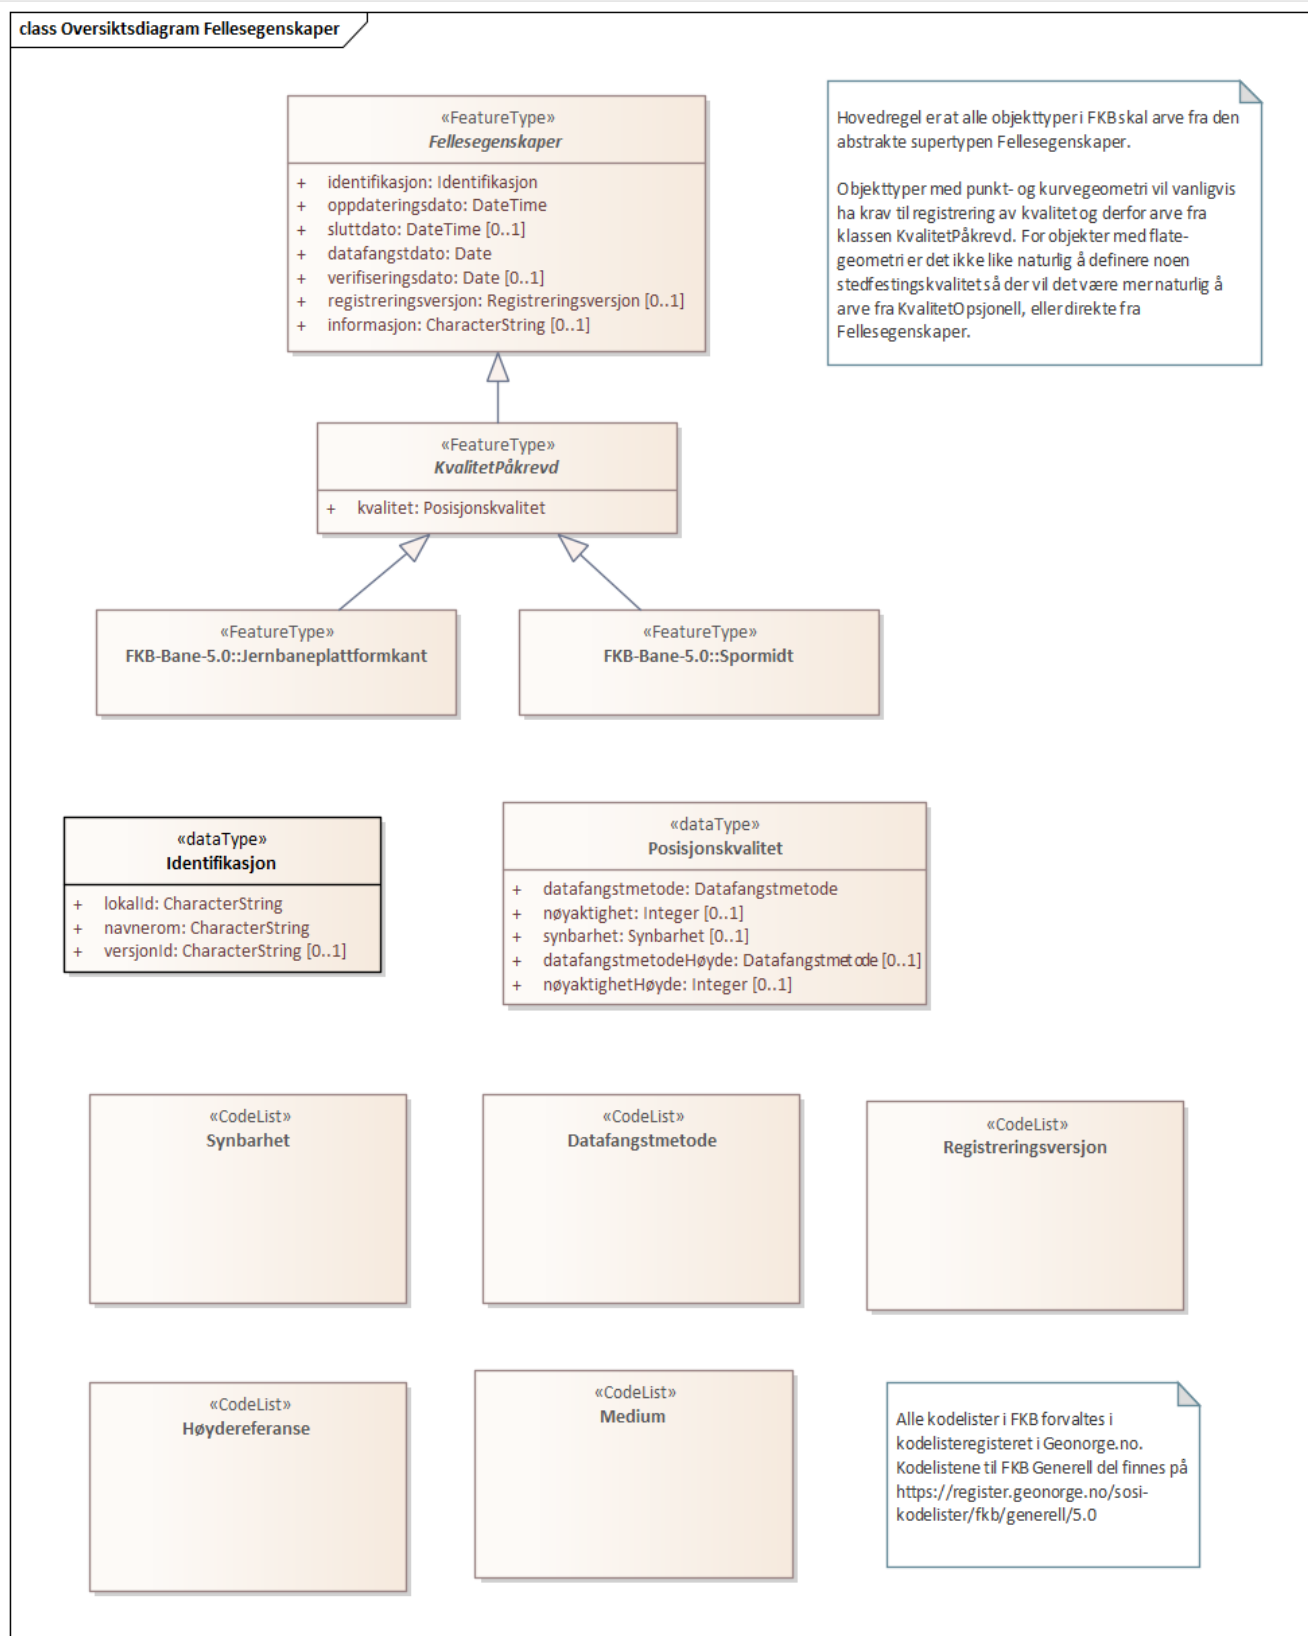 class Oversiktsdiagram Fellesegenskaper
«FeatureType»
Fellesegenskaper
+ identifikasjon: Identifikasjon
+ oppdateringsdato: DateTime
+ sluttdato: DateTime [0..1]
+ datafangstdato: Date
+ verifiseringsdato: Date [0..1]
+ registreringsversjon: Registreringsversjon [0..1]
+ informasjon: CharacterString [0..1]
Hovedregel er at alle objekttyper i FKB skal arve fra den
abstrakte supertypen Fellesegenskaper.
Objekttyper med punkt- og kurvegeometri vil vanligvis
ha krav til registrering av kvalitet og derfor arve fra
klassen KvalitetPåkrevd. For objekter med flate-
geometri er det ikke like naturlig å definere noen
stedfestingskvalitet så der vil det være mer naturlig å
arve fra KvalitetOpsjonell, eller direkte fra
Fellesegenskaper.
«FeatureType»
KvalitetPåkrevd
+ kvalitet: Posisjonskvalitet
«FeatureType»
FKB-Bane-5.0::Jernbaneplattformkant
«FeatureType»
FKB-Bane-5.0::Spormidt
«dataType»
Identifikasjon
+ lokalId: CharacterString
+ navnerom: CharacterString
+ versjonId: CharacterString [0..1]
«dataType»
Posisjonskvalitet
+ datafangstmetode: Datafangstmetode
+ nøyaktighet: Integer [0..1]
+ synbarhet: Synbarhet [0..1]
+ datafangstmetodeHøyde: Datafangstmetode [0..1]
+ nøyaktighetHøyde: Integer [0..1]
«CodeList»
Synbarhet
«CodeList»
Datafangstmetode
«CodeList»
Registreringsversjon
«CodeList»
Høydereferanse
«CodeList»
Medium
Alle kodelister i FKB forvaltes i
kodelisteregisteret i Geonorge.no.
Kodelistene til FKB Generell del finnes på
https://register.geonorge.no/sosi-
kodelister/fkb/generell/5.0